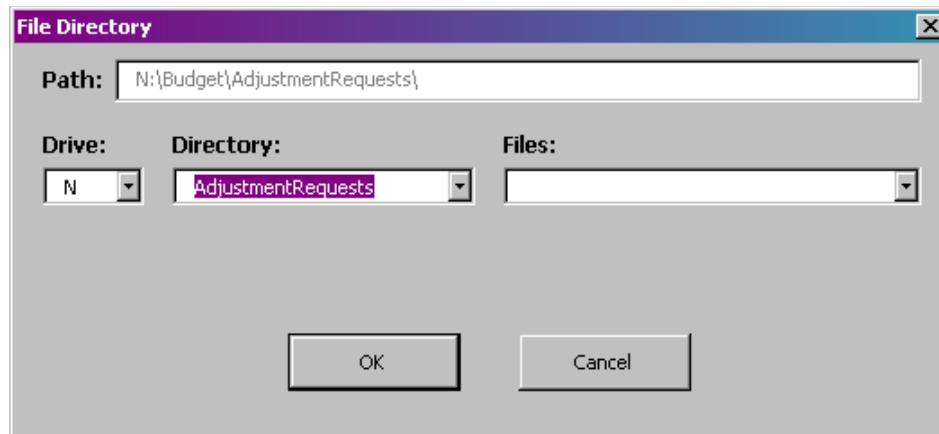 File Directory
Path: N:\Budget\AdjustmentRequests\
Drive: Directory: Files:
N AdjustmentRequests
OK Cancel